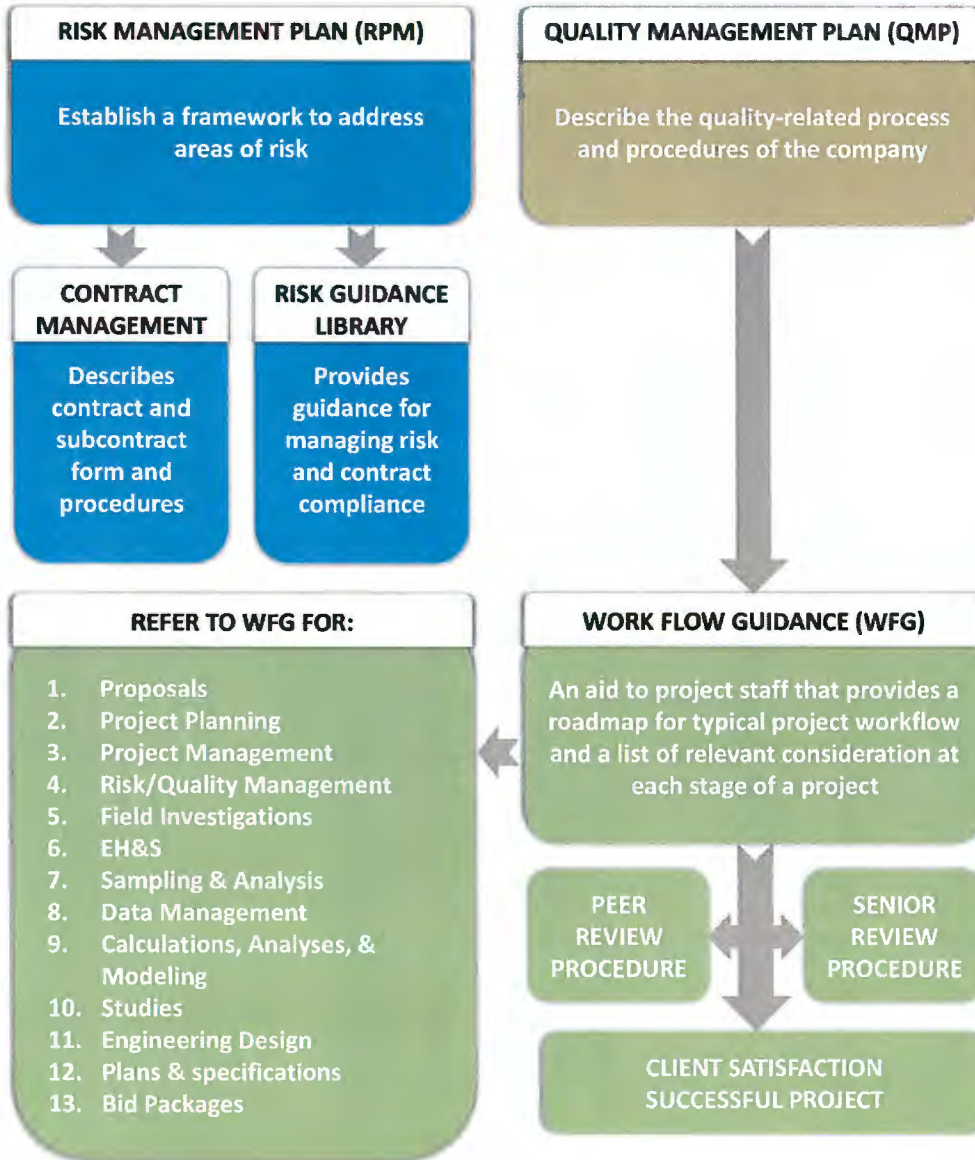 RISK MANAGEMENT PLAN (RPM)
Establish a framework to address
areas of risk
QUALITY MANAGEMENT PLAN (QMP)
Describe the quality-related process
and procedures of the company
CONTRACT
MANAGEMENT
Describes
contract and
subcontract
form and
procedures
RISK GUIDANCE
LIBRARY
Provides
guidance for
managing risk
and contract
compliance
REFER TO WFG FOR:
1. Proposals
2. Project Planning
3. Project Management
4. Risk/Quality Management
5. Field Investigations
6. EH&S
7. Sampling & Analysis
8. Data Management
9. Calculations, Analyses, &
Modeling
10. Studies
11. Engineering Design
12. Plans & specifications
13. Bid Packages
WORK FLOW GUIDANCE (WFG)
An aid to project staff that provides a
roadmap for typical project workflow
and a list of relevant consideration at
each stage of a project
PEER
REVIEW
PROCEDURE
SENIOR
REVIEW
PROCEDURE
CLIENT SATISFACTION
SUCCESSFUL PROJECT